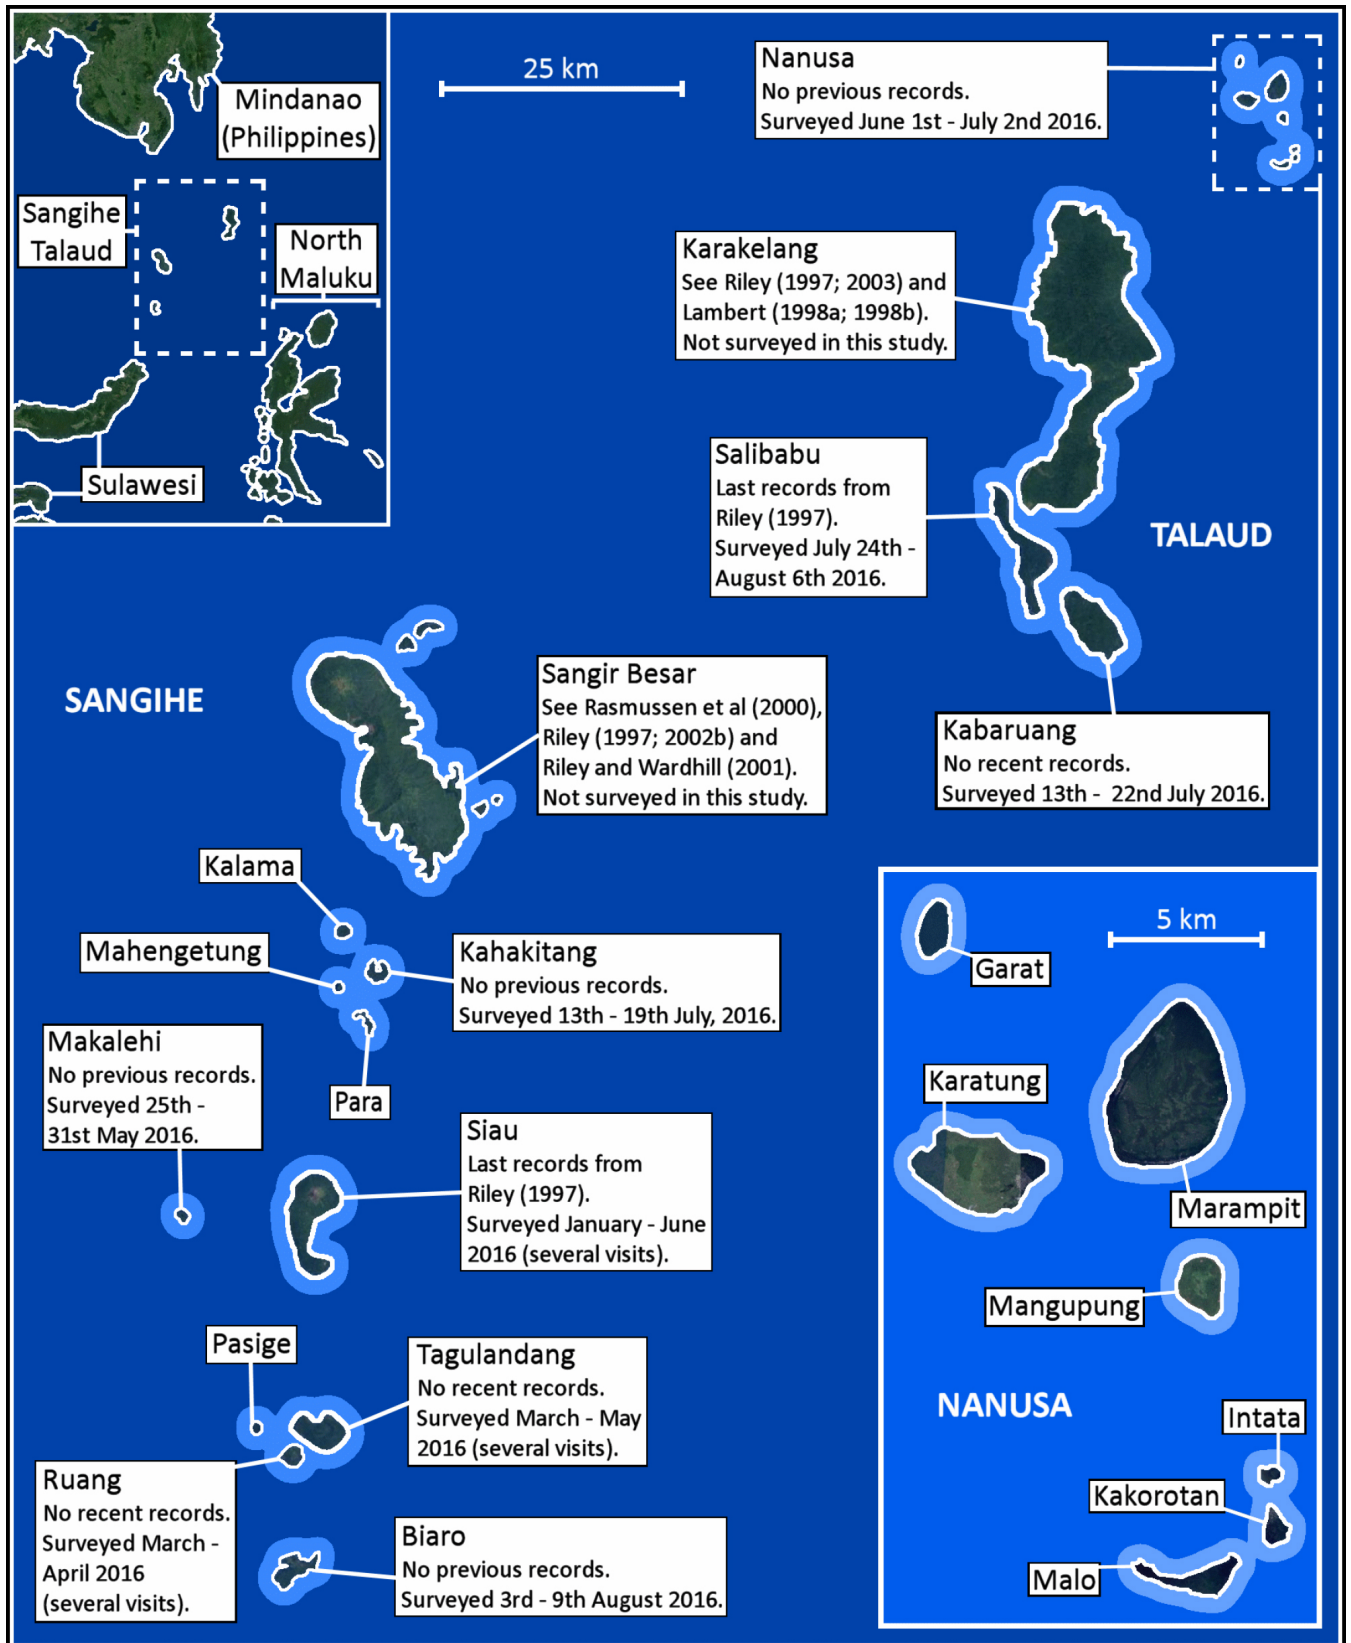 Mindanao
(Philippines)
Sangihe
Talaud
North
Maluku
Sulawesi
25 km
Nanusa
No previous records.
Surveyed June 1st - July 2nd 2016.
Karakelang
See Riley (1997; 2003) and
Lambert (1998a; 1998b).
Not surveyed in this study.
Salibabu
Last records from
Riley (1997).
Surveyed July 24th -
August 6th 2016.
TALAUD
SANGIHE
Sangir Besar
See Rasmussen et al (2000),
Riley (1997; 2002b) and
Riley and Wardhill (2001).
Not surveyed in this study.
Kabaruang
No recent records.
Surveyed 13th -  22nd July 2016.
Kalama
Mahengetung
Kahakitang
No previous records.
Surveyed 13th - 19th July, 2016.
Makalehi
No previous records.
Surveyed 25th -
31st May 2016.
Para
Siau
Last records from
Riley (1997).
Surveyed January - June
2016 (several visits).
Pasige
Tagulandang
No recent records.
Surveyed March - May
2016 (several visits).
Ruang
No recent records.
Surveyed March -
April 2016
(several visits).
Biaro
No previous records.
Surveyed 3rd - 9th August 2016.
5 km
Garat
Karatung
Marampit
Mangupung
NANUSA
Intata
Kakorotan
Malo